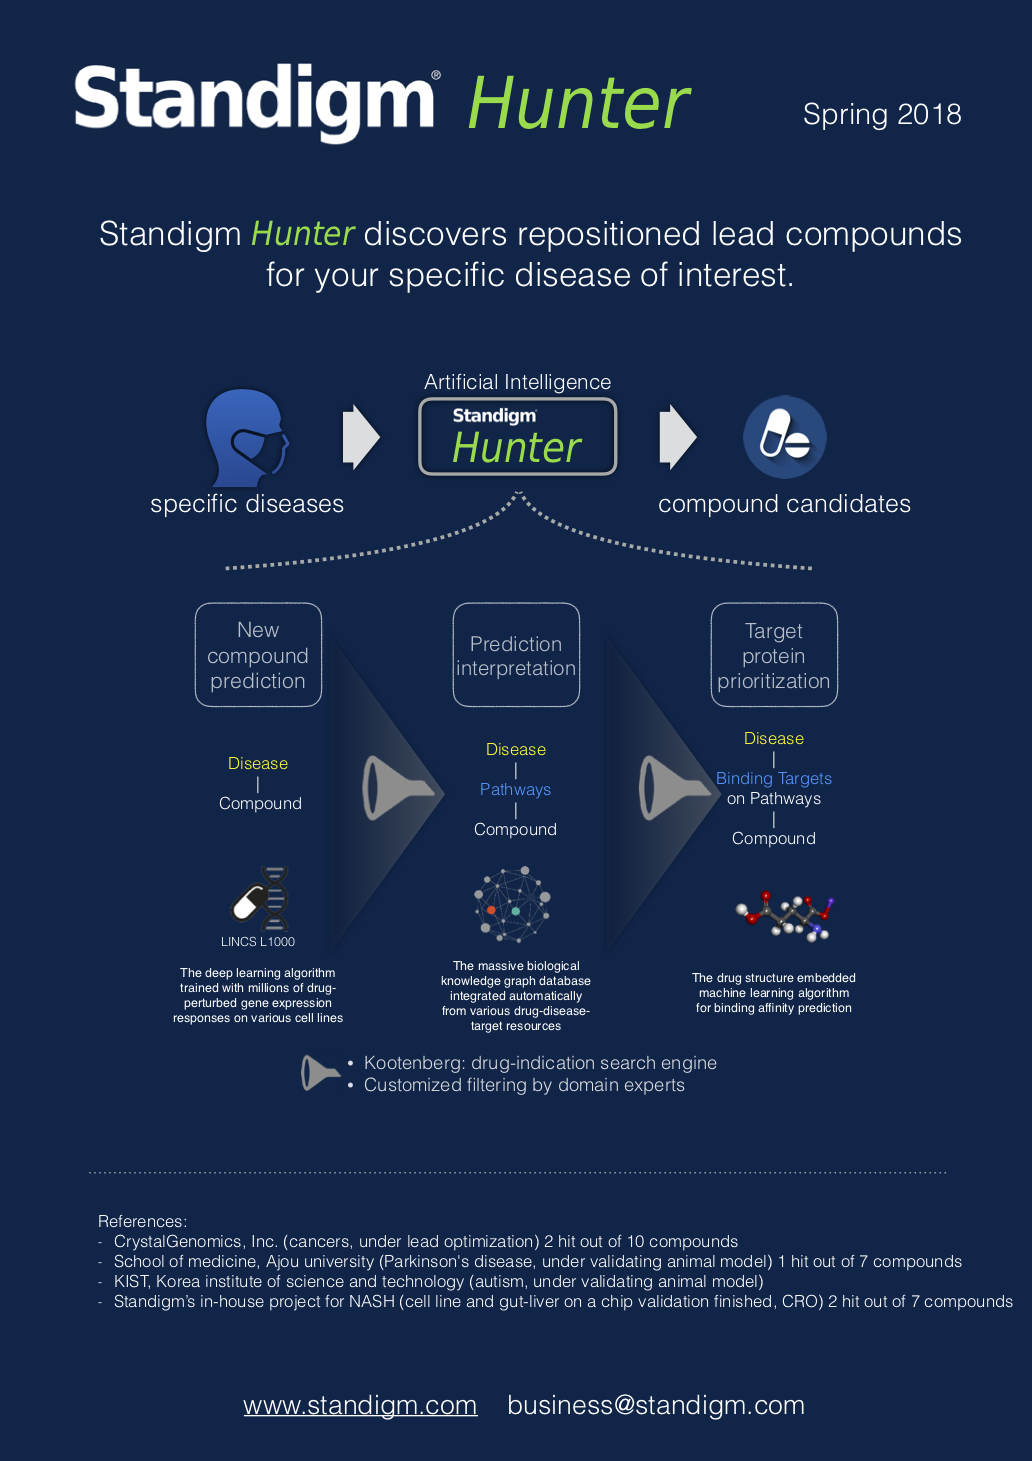 Standigm® Hunter
Spring 2018
Standigm Hunter discovers repositioned lead compounds
for your specific disease of interest.
Artificial Intelligence
Standigm
Hunter
specific diseases
compound candidates
New
compound
prediction
Disease
|
Compound
LINCS L1000
The deep learning algorithm
trained with millions of drug-
perturbed gene expression
responses on various cell lines
Prediction
interpretation
Disease
|
Pathways
|
Compound
The massive biological
knowledge graph database
integrated automatically
from various drug-disease-
target resources
Target
protein
prioritization
Disease
|
Binding Targets
on Pathways
|
Compound
The drug structure embedded
machine learning algorithm
for binding affinity prediction
• Kootenberg: drug-indication search engine
• Customized filtering by domain experts
References:
- CrystalGenomics, Inc. (cancers, under lead optimization) 2 hit out of 10 compounds
- School of medicine, Ajou university (Parkinson's disease, under validating animal model) 1 hit out of 7 compounds
- KIST, Korea institute of science and technology (autism, under validating animal model)
- Standigm’s in-house project for NASH (cell line and gut-liver on a chip validation finished, CRO) 2 hit out of 7 compounds
www.standigm.com business@standigm.com